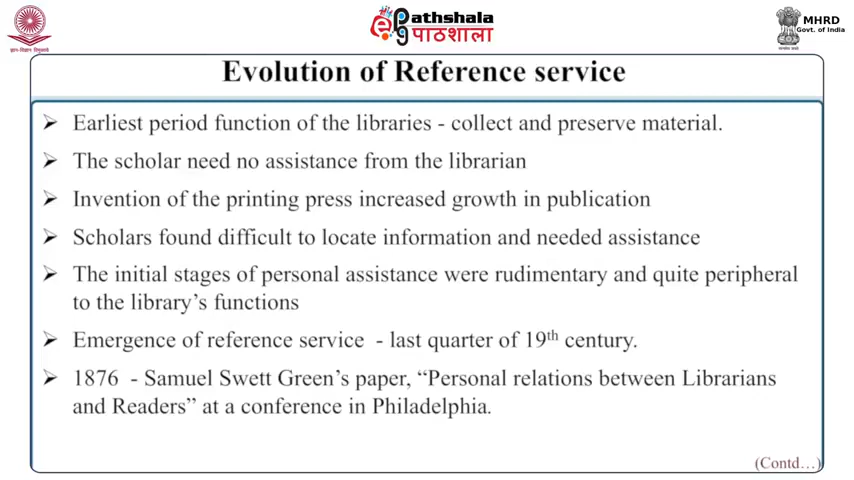 ePathshala
पाठशाला
MHRD
Govt. of India
Evolution of Reference service
➤ Earliest period function of the libraries - collect and preserve material.
➤ The scholar need no assistance from the librarian
➤ Invention of the printing press increased growth in publication
➤ Scholars found difficult to locate information and needed assistance
➤ The initial stages of personal assistance were rudimentary and quite peripheral
to the library’s functions
➤ Emergence of reference service - last quarter of 19th century.
➤ 1876 - Samuel Swett Green’s paper, “Personal relations between Librarians
and Readers” at a conference in Philadelphia.
(Contd…)